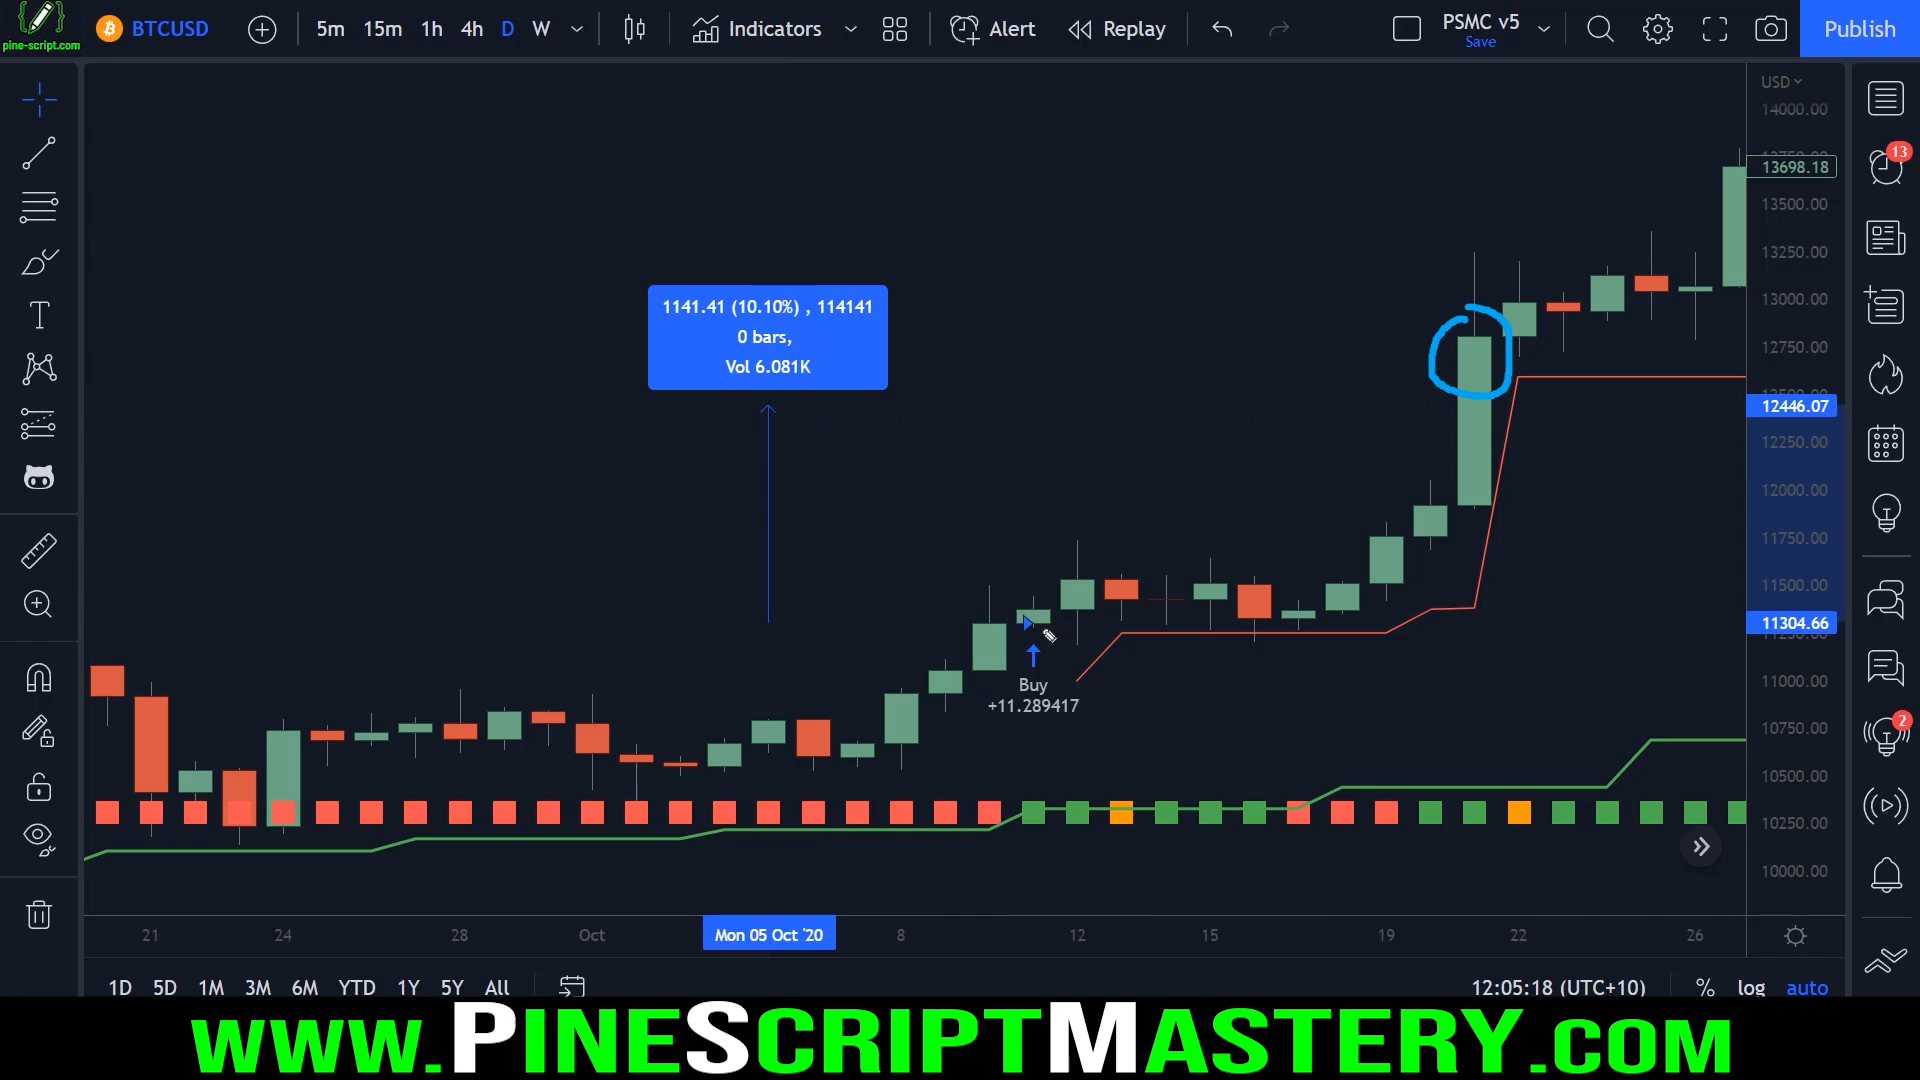 pine-script.com
BTCUSD
5m 15m 1h 4h D W
Indicators
Alert
Replay
PSMC v5
Save
Publish
USD
14000.00
13698.18
13500.00
13250.00
13000.00
12750.00
12446.07
12250.00
12000.00
11750.00
11500.00
11304.66
11000.00
10750.00
10500.00
10250.00
10000.00
13
2
1141.41 (10.10%) , 114141
0 bars,
Vol 6.081K
Buy
+11.289417
21 24 28 Oct Mon 05 Oct '20 8 12 15 19 22 26
1D 5D 1M 3M 6M YTD 1Y 5Y All
12:05:18 (UTC+10) % log auto
www.PineScriptMastery.com